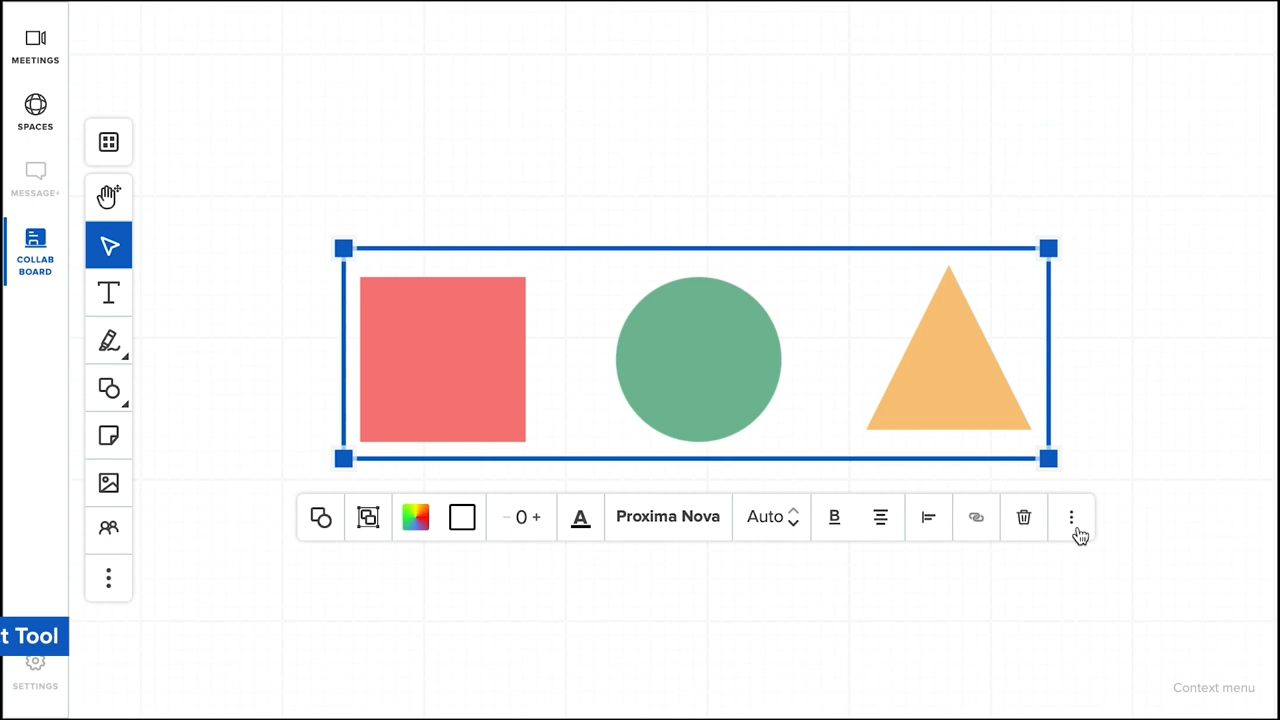 MEETINGS
SPACES
MESSAGE+
COLLAB
BOARD
- 0 +
A
Proxima Nova
Auto
B
t Tool
SETTINGS
Context menu